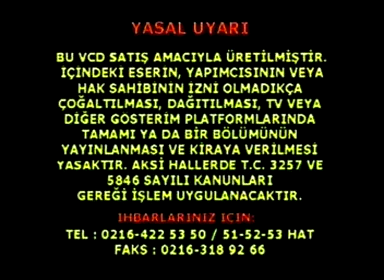 YASAL UYARI
BU VCD SATIŞ AMACIYLA ÜRETİLMİŞTİR.
İÇİNDEKİ ESERİN, YAPIMCISININ VEYA
HAK SAHİBİNİN İZNİ OLMADIKÇA
ÇOĞALTILMASI, DAĞITILMASI, TV VEYA
DİĞER GÖSTERİM PLATFORMLARINDA
TAMAMI YA DA BİR BÖLÜMÜNÜN
YAYINLANMASI VE KİRAYA VERİLMESİ
YASAKTIR. AKSİ HALLERDE T.C. 3257 VE
5846 SAYILI KANUNLARI
GEREĞİ İŞLEM UYGULANACAKTIR.
İHBARLARINIZ İÇİN:
TEL : 0216-422 53 50 / 51-52-53 HAT
FAKS : 0216-318 92 66